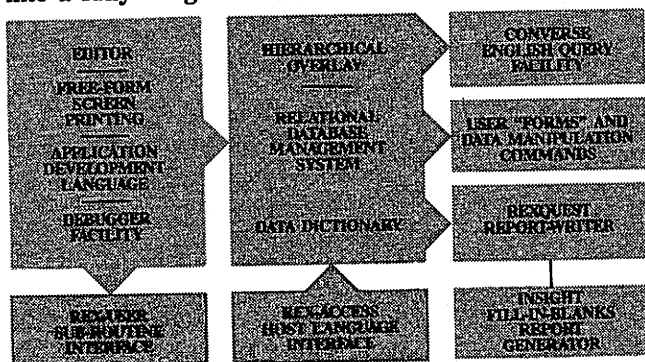 EDITOR
FREE-FORM
SCREEN
PRINTING
APPLICATION
DEVELOPMENT
LANGUAGE
DEBUGGER
FACILITY
REX-USER
SUB-ROUTINE
INTERFACE
HIERARCHICAL
OVERLAY
RELATIONAL
DATABASE
MANAGEMENT
SYSTEM
DATA DICTIONARY
REX-ACCESS
HOST LANGUAGE
INTERFACE
CONVERSE
ENGLISH QUERY
FACILITY
USER "FORMS" AND
DATA MANIPULATION
COMMANDS
REXQUEST
REPORT-WRITER
INSIGHT
FILL-IN-BLANKS
REPORT
GENERATOR